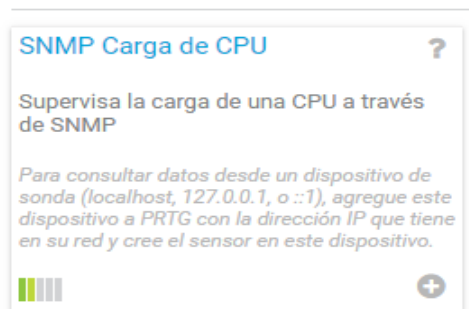 SNMP Carga de CPU
?
Supervisa la carga de una CPU a través
de SNMP
Para consultar datos desde un dispositivo de
sonda (localhost, 127.0.0.1, o ::1), agregue este
dispositivo a PRTG con la dirección IP que tiene
en su red y cree el sensor en este dispositivo.